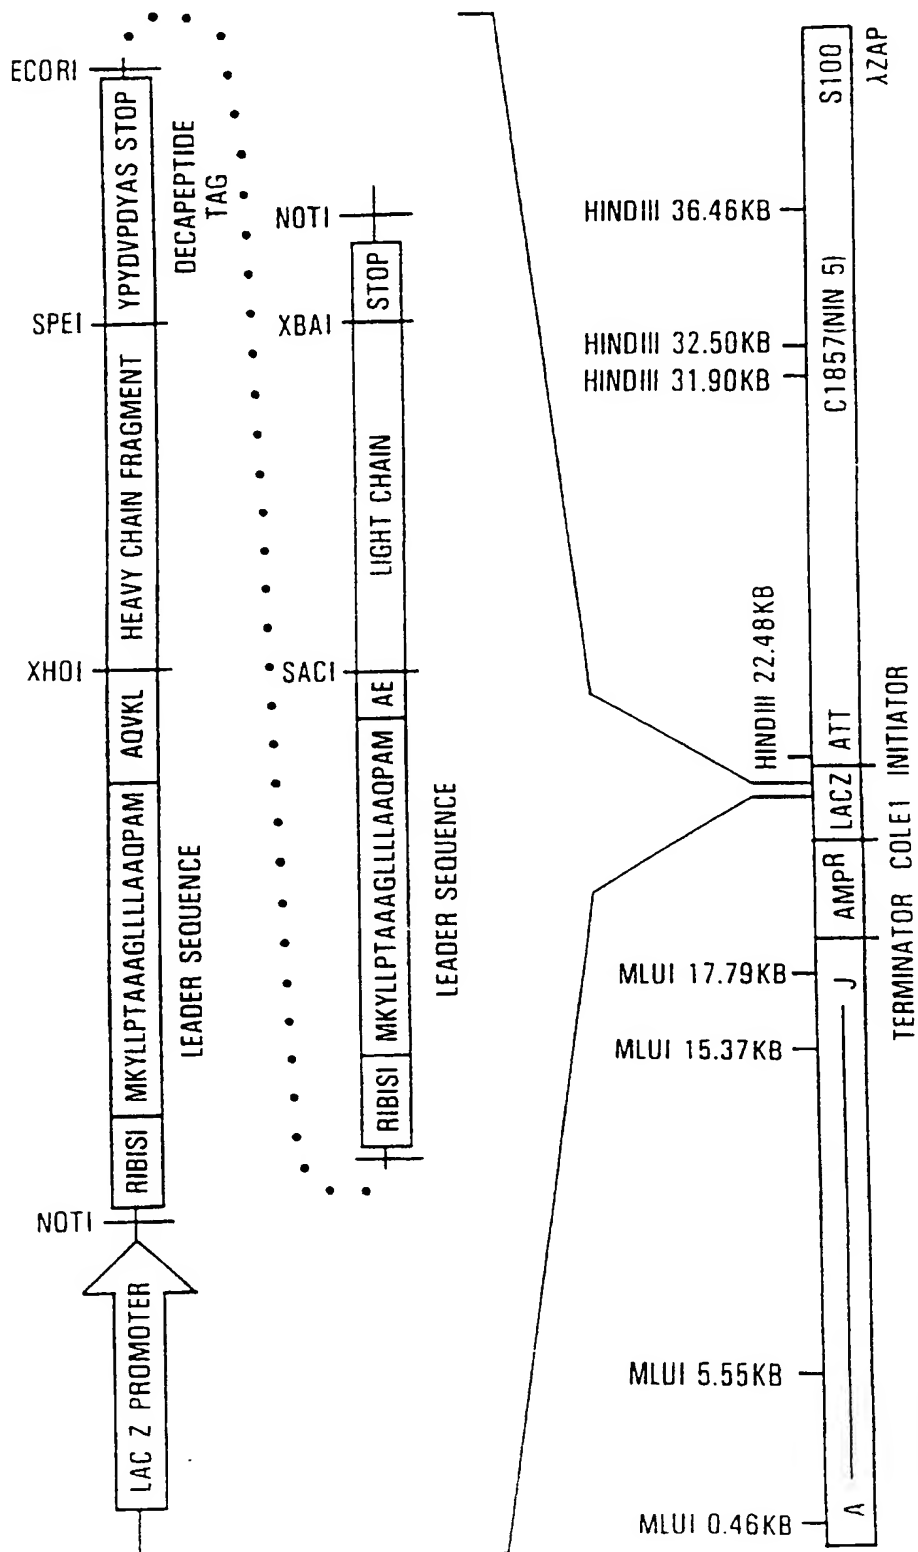 LAC Z PROMOTER
NOTI
RIBISI
MKYLLPTAAAGLLLLAAQPAM
LEADER SEQUENCE
AQVKL
XHOI
HEAVY CHAIN FRAGMENT
SPEI
YPYDVPDYAS STOP
DECAPEPTIDE
TAG
ECORI
RIBISI
MKYLLPTAAAGLLLLAAQPAM
LEADER SEQUENCE
AE
SACI
LIGHT CHAIN
XBAI
STOP
NOTI
MLUI 0.46KB
MLUI 5.55KB
MLUI 15.37KB
MLUI 17.79KB
HINDIII 22.48KB
HINDIII 31.90KB
HINDIII 32.50KB
HINDIII 36.46KB
A
J
AMPR
LACZ
ATT
C1857(NIN 5)
S100
TERMINATOR COLE1 INITIATOR
λZAP